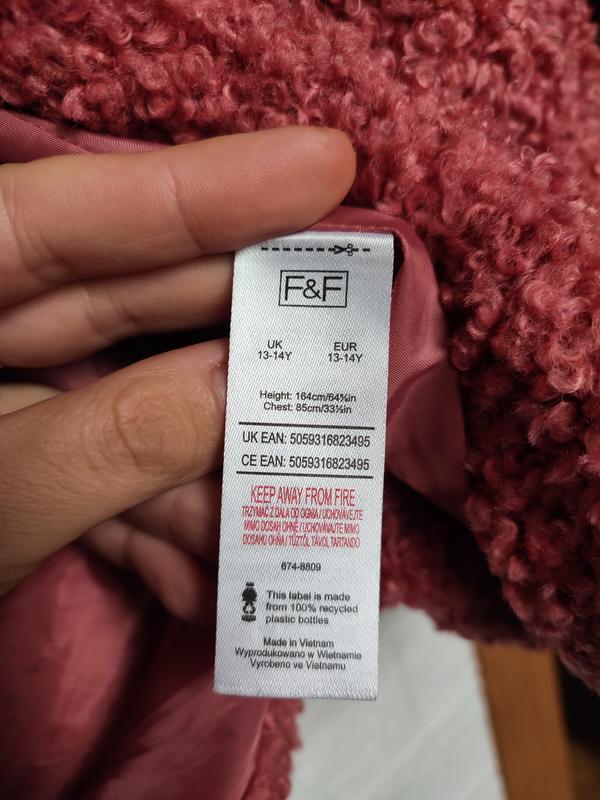 F&F
UK EUR
13-14Y 13-14Y
Height: 164cm/64½in
Chest: 85cm/33½in
UK EAN: 5059316823495
CE EAN: 5059316823495
KEEP AWAY FROM FIRE
TRZYMAĆ Z DALA OD OGNIA / UCHOVÁVEJTE
MIMO DOSAH OHNĚ / UCHOVÁVAJTE MIMO
DOSAHU OHŇA / TŰZTŐL TÁVOL TARTANDÓ
674-8809
This label is made
from 100% recycled
plastic bottles
Made in Vietnam
Wyprodukowano w Wietnamie
Vyrobeno ve Vietnamu